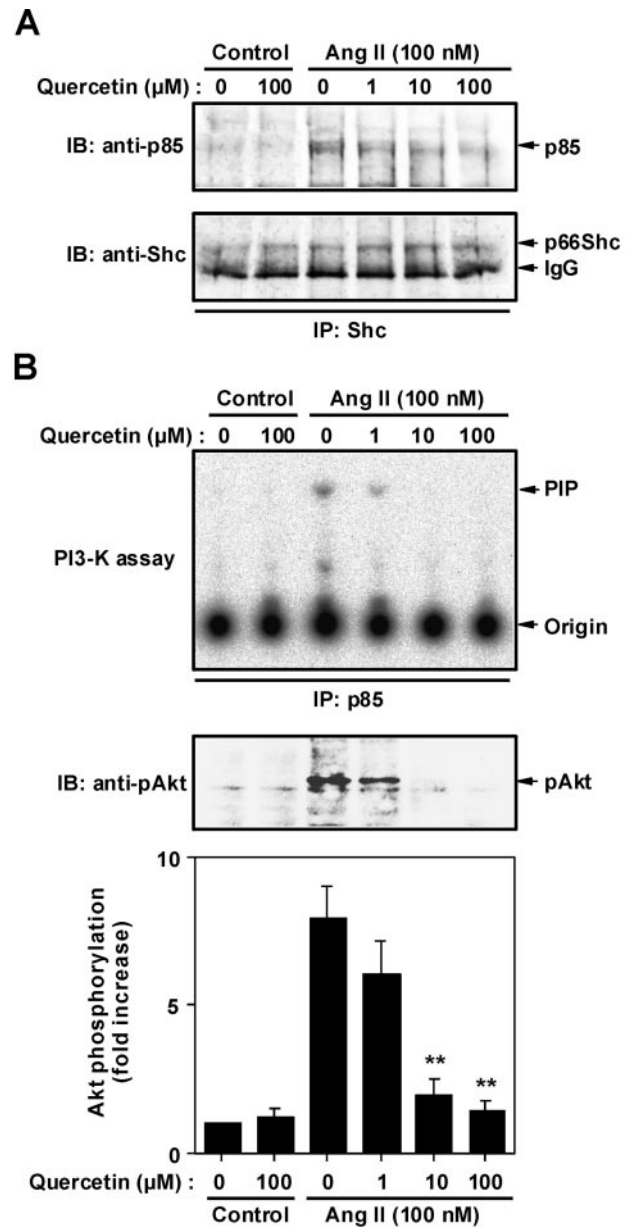 A
Control Ang II (100 nM)
Quercetin (µM) : 0 100 0 1 10 100
IB: anti-p85 p85
IB: anti-Shc p66Shc
IgG
IP: Shc
B
Control Ang II (100 nM)
Quercetin (µM) : 0 100 0 1 10 100
PIP
PI3-K assay
Origin
IP: p85
IB: anti-pAkt pAkt
10
Akt phosphorylation
(fold increase)
5
** **
0
Quercetin (µM) : 0 100 0 1 10 100
Control Ang II (100 nM)